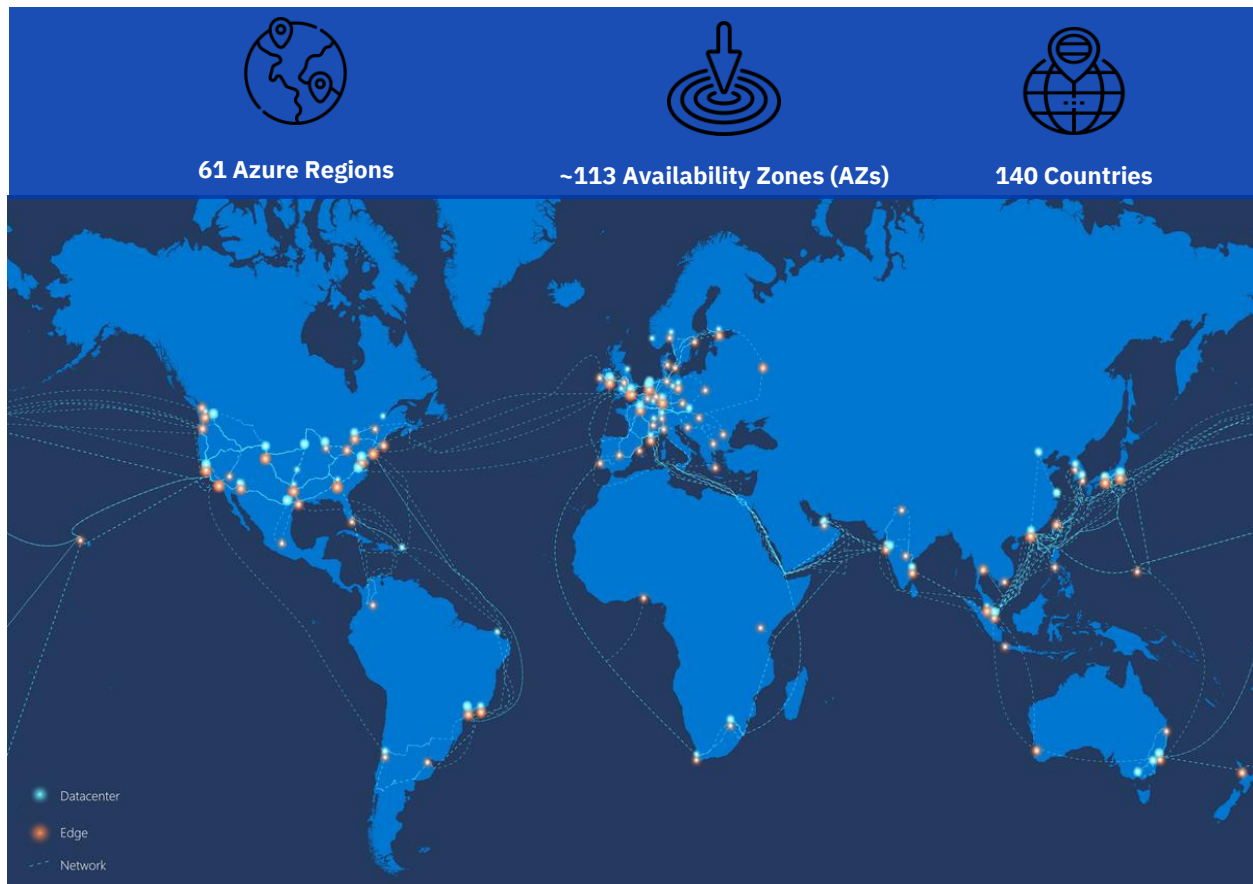 61 Azure Regions
~113 Availability Zones (AZs)
140 Countries
Datacenter
Edge
Network